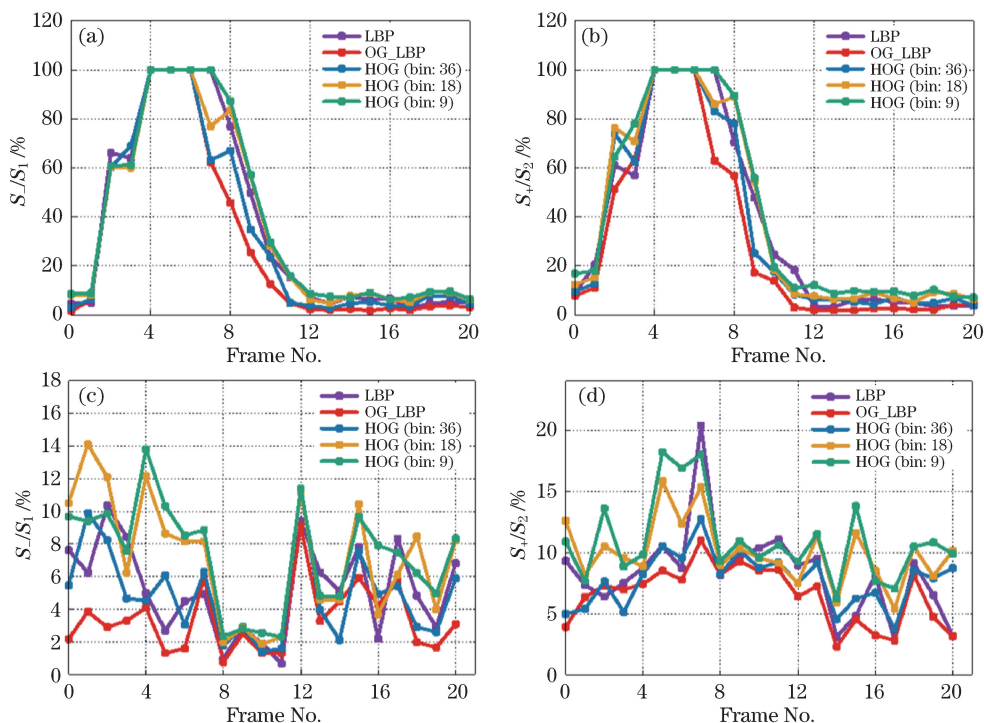 (a)
120
100
80
60
40
20
0
S₋/S₁ /%
0 4 8 12 16 20
Frame No.
LBP
OG_LBP
HOG (bin: 36)
HOG (bin: 18)
HOG (bin: 9)
(b)
120
100
80
60
40
20
0
S₊/S₂ /%
0 4 8 12 16 20
Frame No.
LBP
OG_LBP
HOG (bin: 36)
HOG (bin: 18)
HOG (bin: 9)
(c)
18
16
14
12
10
8
6
4
2
0
S₋/S₁ /%
0 4 8 12 16 20
Frame No.
LBP
OG_LBP
HOG (bin: 36)
HOG (bin: 18)
HOG (bin: 9)
(d)
20
15
10
5
0
S₊/S₂ /%
0 4 8 12 16 20
Frame No.
LBP
OG_LBP
HOG (bin: 36)
HOG (bin: 18)
HOG (bin: 9)